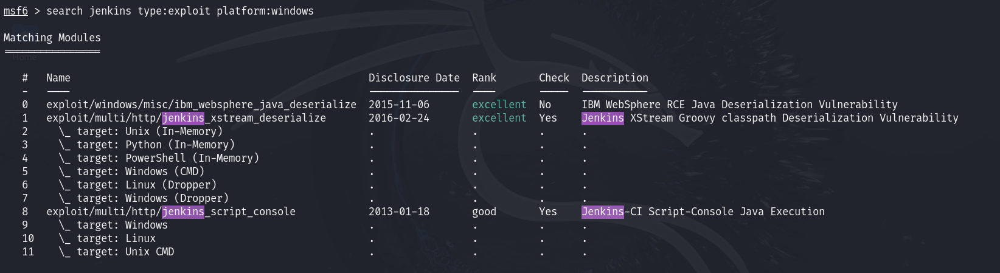 msf6 > search jenkins type:exploit platform:windows
Matching Modules
================
Home
#   Name   Disclosure Date   Rank   Check   Description
-   ----   ---------------   ----   -----   -----------
0   exploit/windows/misc/ibm_websphere_java_deserialize   2015-11-06   excellent   No   IBM WebSphere RCE Java Deserialization Vulnerability
1   exploit/multi/http/jenkins_xstream_deserialize   2016-02-24   excellent   Yes   Jenkins XStream Groovy classpath Deserialization Vulnerability
2     \_ target: Unix (In-Memory)   .   .   .   .
3     \_ target: Python (In-Memory)   .   .   .   .
4     \_ target: PowerShell (In-Memory)   .   .   .   .
5     \_ target: Windows (CMD)   .   .   .   .
6     \_ target: Linux (Dropper)   .   .   .   .
7     \_ target: Windows (Dropper)   .   .   .   .
8   exploit/multi/http/jenkins_script_console   2013-01-18   good   Yes   Jenkins-CI Script-Console Java Execution
9     \_ target: Windows   .   .   .   .
10    \_ target: Linux   .   .   .   .
11    \_ target: Unix CMD   .   .   .   .